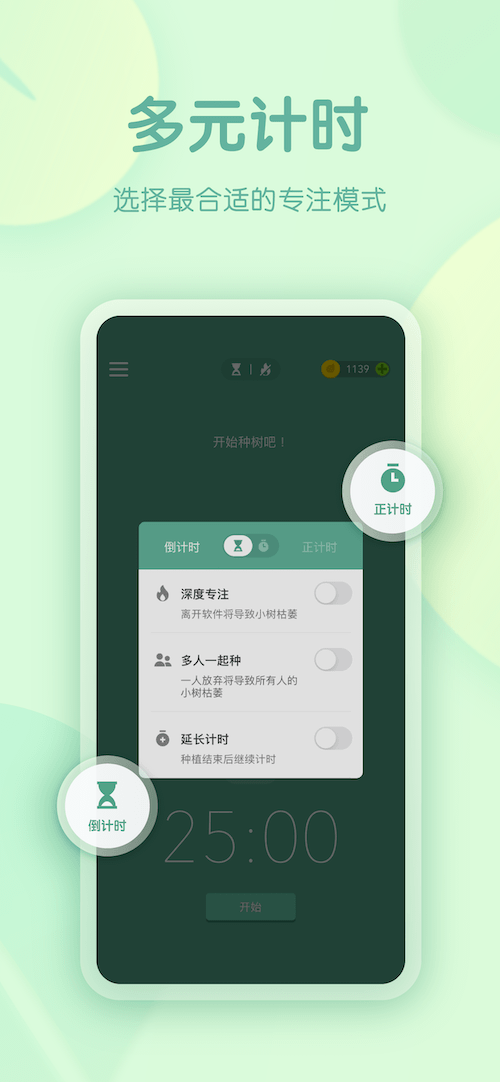 多元计时
选择最合适的专注模式
1139
开始种树吧！
正计时
倒计时
正计时
深度专注
离开软件将导致小树枯萎
多人一起种
一人放弃将导致所有人的
小树枯萎
延长计时
种植结束后继续计时
倒计时
25:00
开始